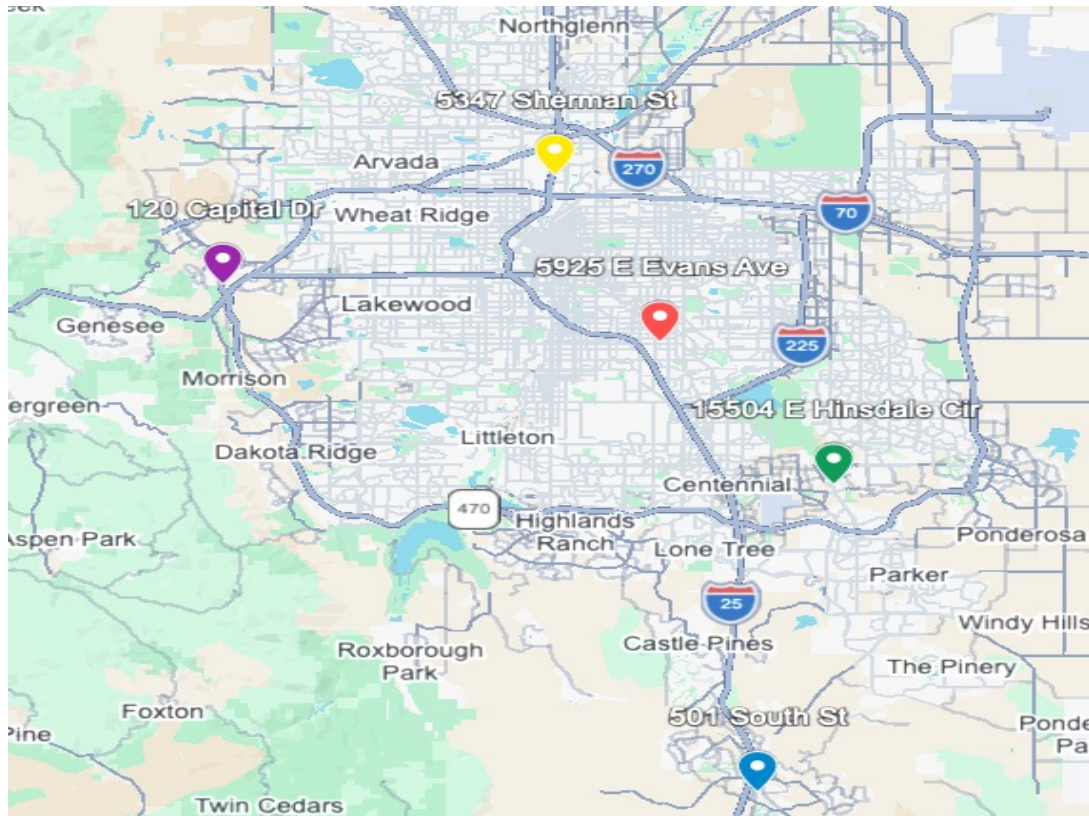 Northglenn
5347 Sherman St
Arvada
270
120 Capital Dr
Wheat Ridge
70
5925 E Evans Ave
Lakewood
Genesee
225
Morrison
ergreen
15504 E Hinsdale Cir
Littleton
Dakota Ridge
Centennial
470
Highlands
Ranch
Aspen Park
Lone Tree
Ponderosa
Parker
25
Windy Hills
Castle Pines
Roxborough
Park
The Pinery
Foxton
501 South St
Ponde
Pa
Pine
Twin Cedars